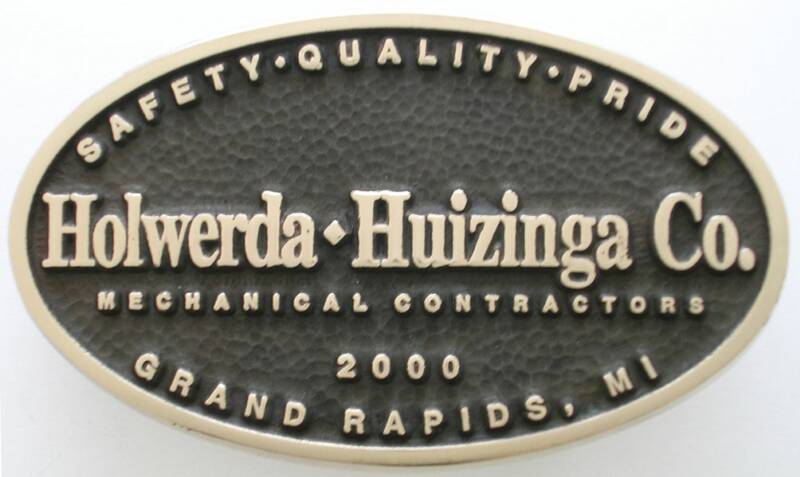 SAFETY•QUALITY•PRIDE
Holwerda◆Huizinga Co.
MECHANICAL CONTRACTORS
2000
GRAND RAPIDS, MI